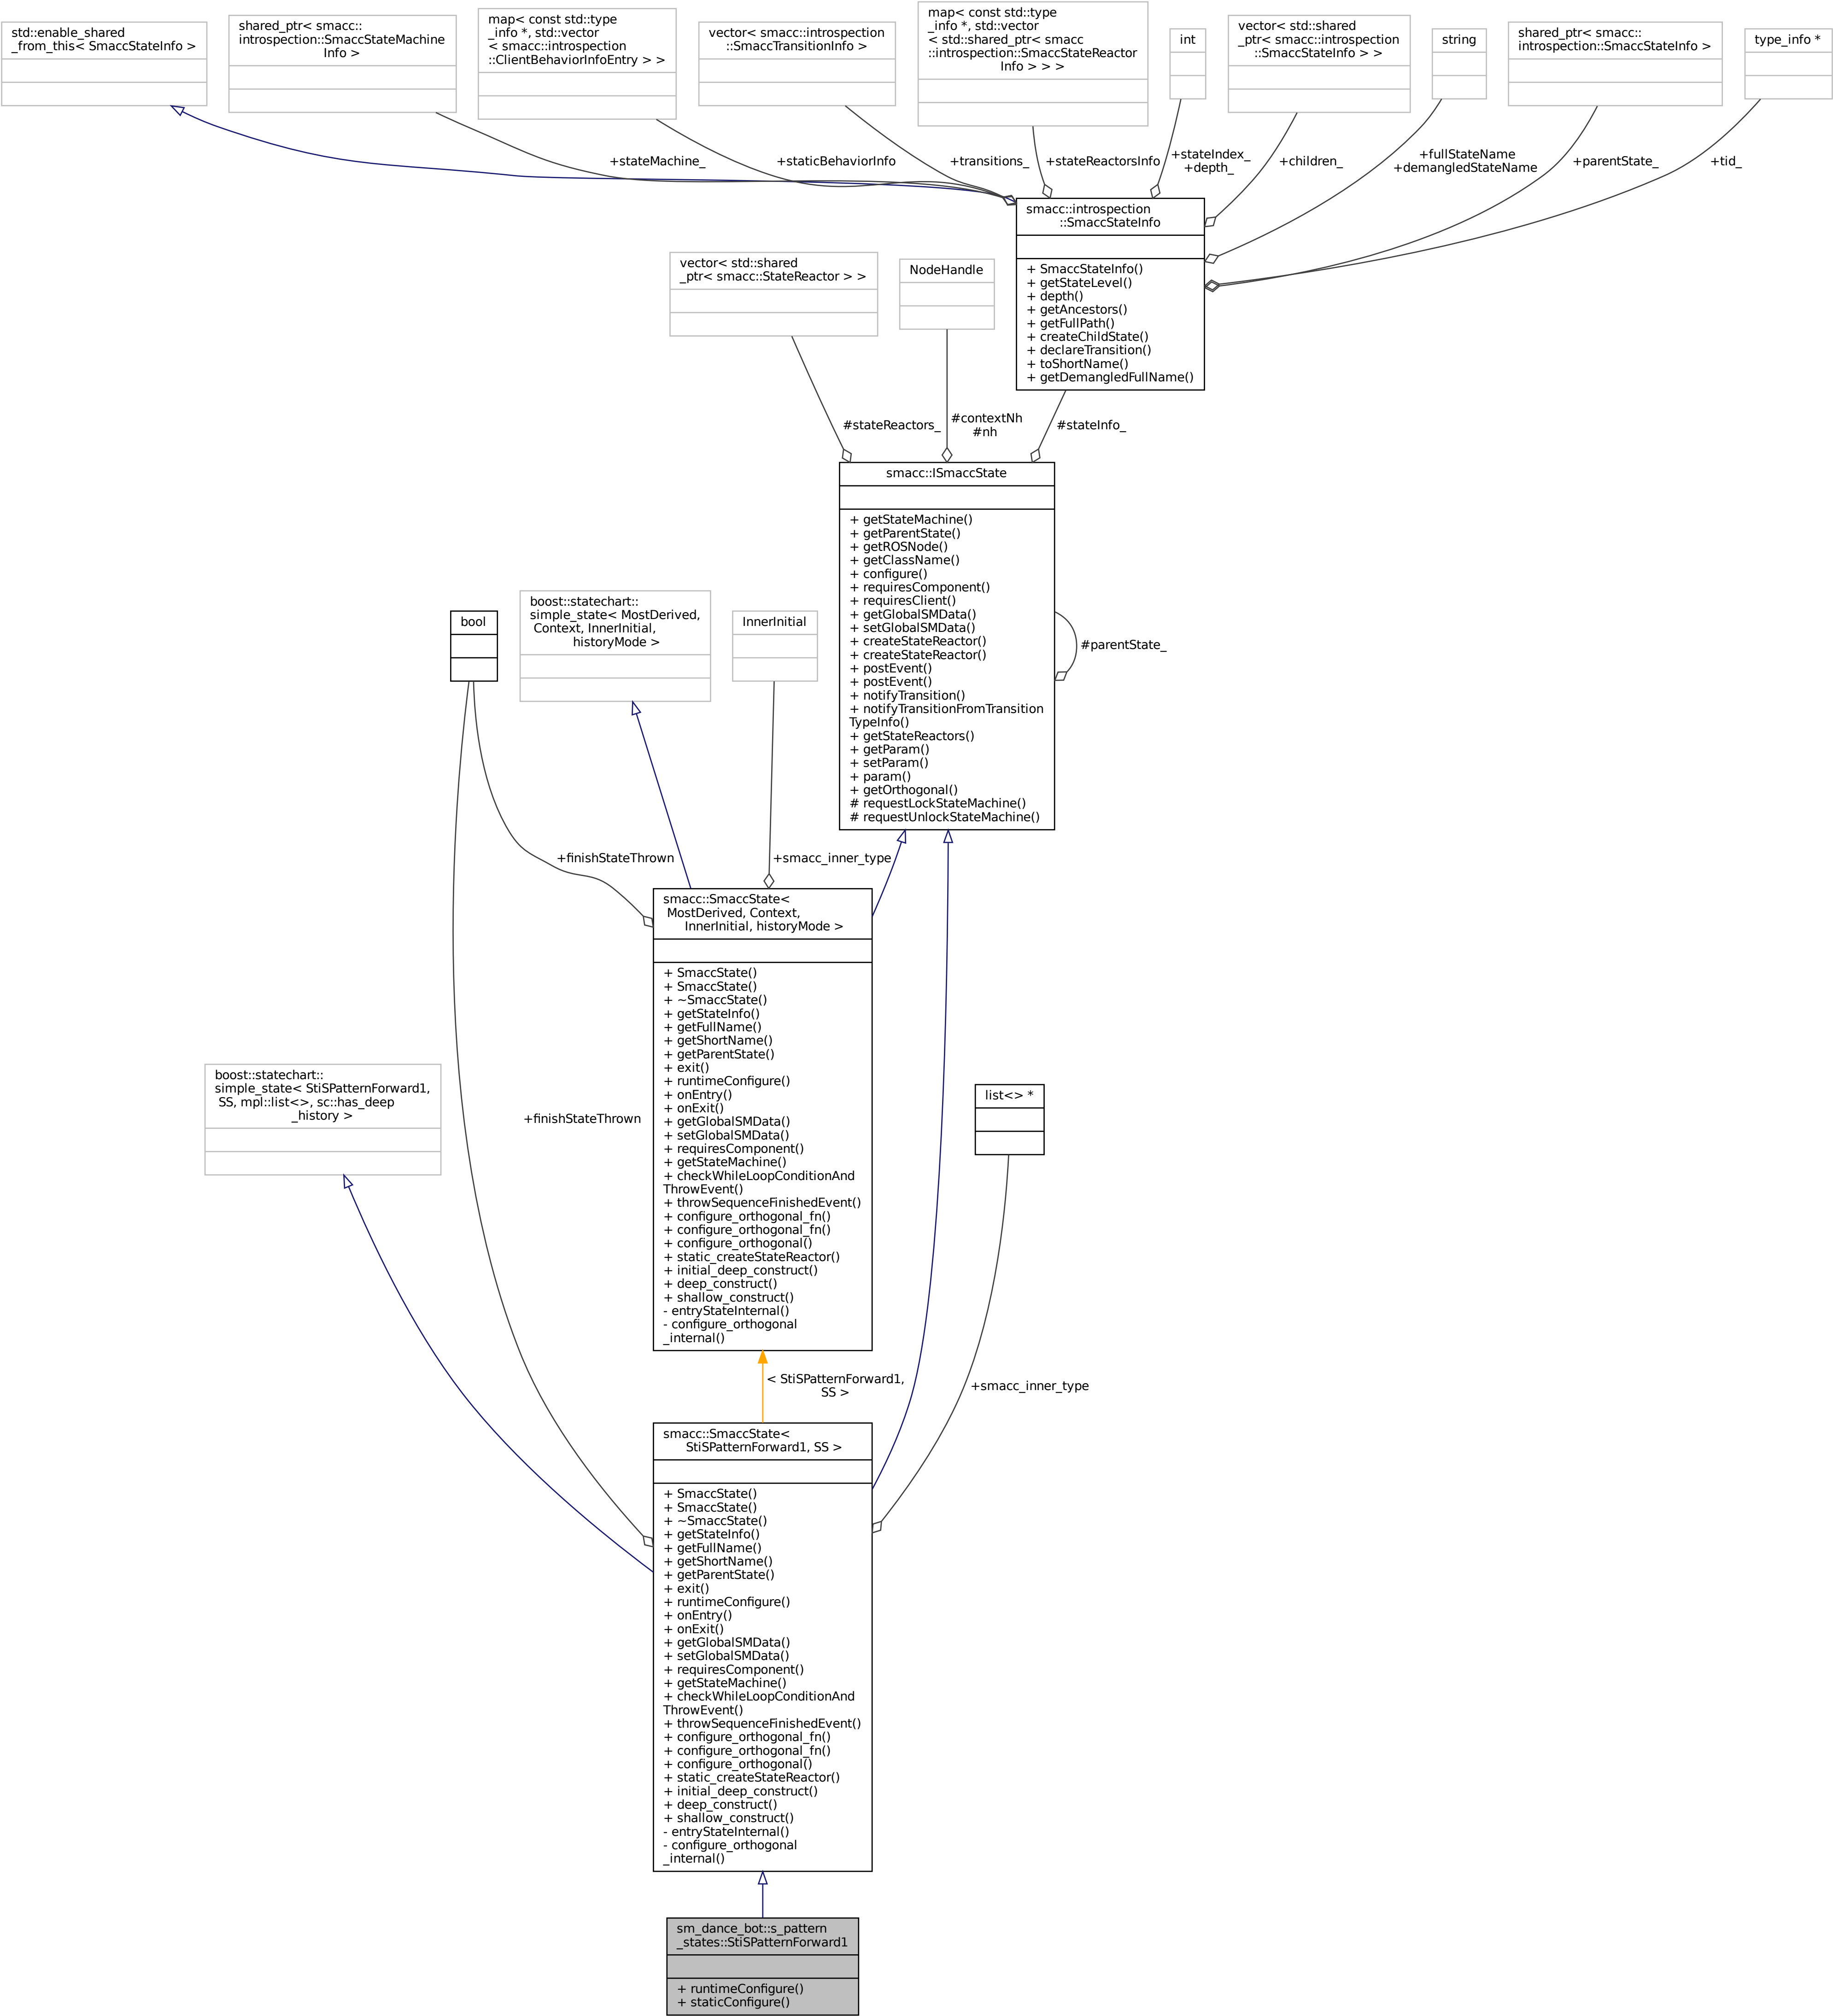 std::enable_shared
_from_this< SmaccStateInfo >
shared_ptr< smacc::
introspection::SmaccStateMachine
Info >
map< const std::type
_info *, std::vector
< smacc::introspection
::ClientBehaviorInfoEntry > >
vector< smacc::introspection
::SmaccTransitionInfo >
map< const std::type
_info *, std::vector
< std::shared_ptr< smacc
::introspection::SmaccStateReactor
Info > > >
int
vector< std::shared
_ptr< smacc::introspection
::SmaccStateInfo > >
string
shared_ptr< smacc::
introspection::SmaccStateInfo >
type_info *
+stateMachine_
+staticBehaviorInfo
+transitions_
+stateReactorsInfo
+stateIndex_
+depth_
+children_
+fullStateName
+demangledStateName
+parentState_
+tid_
smacc::introspection
::SmaccStateInfo
+ SmaccStateInfo()
+ getStateLevel()
+ depth()
+ getAncestors()
+ getFullPath()
+ createChildState()
+ declareTransition()
+ toShortName()
+ getDemangledFullName()
vector< std::shared
_ptr< smacc::StateReactor > >
NodeHandle
#stateReactors_
#contextNh
#nh
#stateInfo_
smacc::ISmaccState
+ getStateMachine()
+ getParentState()
+ getROSNode()
+ getClassName()
+ configure()
+ requiresComponent()
+ requiresClient()
+ getGlobalSMData()
+ setGlobalSMData()
+ createStateReactor()
+ createStateReactor()
+ postEvent()
+ postEvent()
+ notifyTransition()
+ notifyTransitionFromTransition
TypeInfo()
+ getStateReactors()
+ getParam()
+ setParam()
+ param()
+ getOrthogonal()
# requestLockStateMachine()
# requestUnlockStateMachine()
#parentState_
bool
boost::statechart::
simple_state< MostDerived,
Context, InnerInitial,
historyMode >
InnerInitial
+finishStateThrown
+smacc_inner_type
smacc::SmaccState<
MostDerived, Context,
InnerInitial, historyMode >
+ SmaccState()
+ SmaccState()
+ ~SmaccState()
+ getStateInfo()
+ getFullName()
+ getShortName()
+ getParentState()
+ exit()
+ runtimeConfigure()
+ onEntry()
+ onExit()
+ getGlobalSMData()
+ setGlobalSMData()
+ requiresComponent()
+ getStateMachine()
+ checkWhileLoopConditionAnd
ThrowEvent()
+ throwSequenceFinishedEvent()
+ configure_orthogonal_fn()
+ configure_orthogonal_fn()
+ configure_orthogonal()
+ static_createStateReactor()
+ initial_deep_construct()
+ deep_construct()
+ shallow_construct()
- entryStateInternal()
- configure_orthogonal
_internal()
boost::statechart::
simple_state< StiSPatternForward1,
SS, mpl::list<>, sc::has_deep
_history >
+finishStateThrown
list<> *
< StiSPatternForward1,
SS >
+smacc_inner_type
smacc::SmaccState<
StiSPatternForward1, SS >
+ SmaccState()
+ SmaccState()
+ ~SmaccState()
+ getStateInfo()
+ getFullName()
+ getShortName()
+ getParentState()
+ exit()
+ runtimeConfigure()
+ onEntry()
+ onExit()
+ getGlobalSMData()
+ setGlobalSMData()
+ requiresComponent()
+ getStateMachine()
+ checkWhileLoopConditionAnd
ThrowEvent()
+ throwSequenceFinishedEvent()
+ configure_orthogonal_fn()
+ configure_orthogonal_fn()
+ configure_orthogonal()
+ static_createStateReactor()
+ initial_deep_construct()
+ deep_construct()
+ shallow_construct()
- entryStateInternal()
- configure_orthogonal
_internal()
sm_dance_bot::s_pattern
_states::StiSPatternForward1
+ runtimeConfigure()
+ staticConfigure()